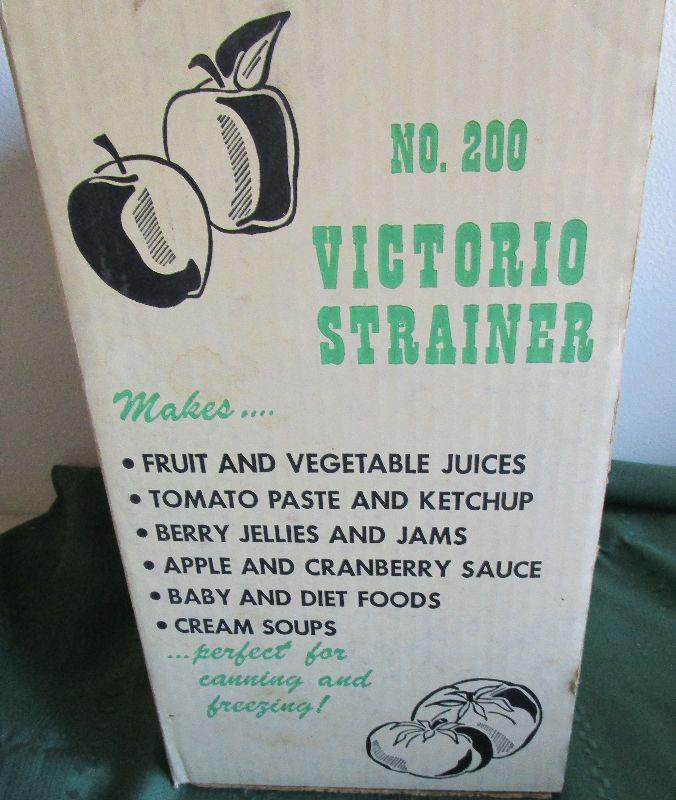 NO. 200
VICTORIO
STRAINER
Makes....
• FRUIT AND VEGETABLE JUICES
• TOMATO PASTE AND KETCHUP
• BERRY JELLIES AND JAMS
• APPLE AND CRANBERRY SAUCE
• BABY AND DIET FOODS
• CREAM SOUPS
...perfect for
canning and
freezing!